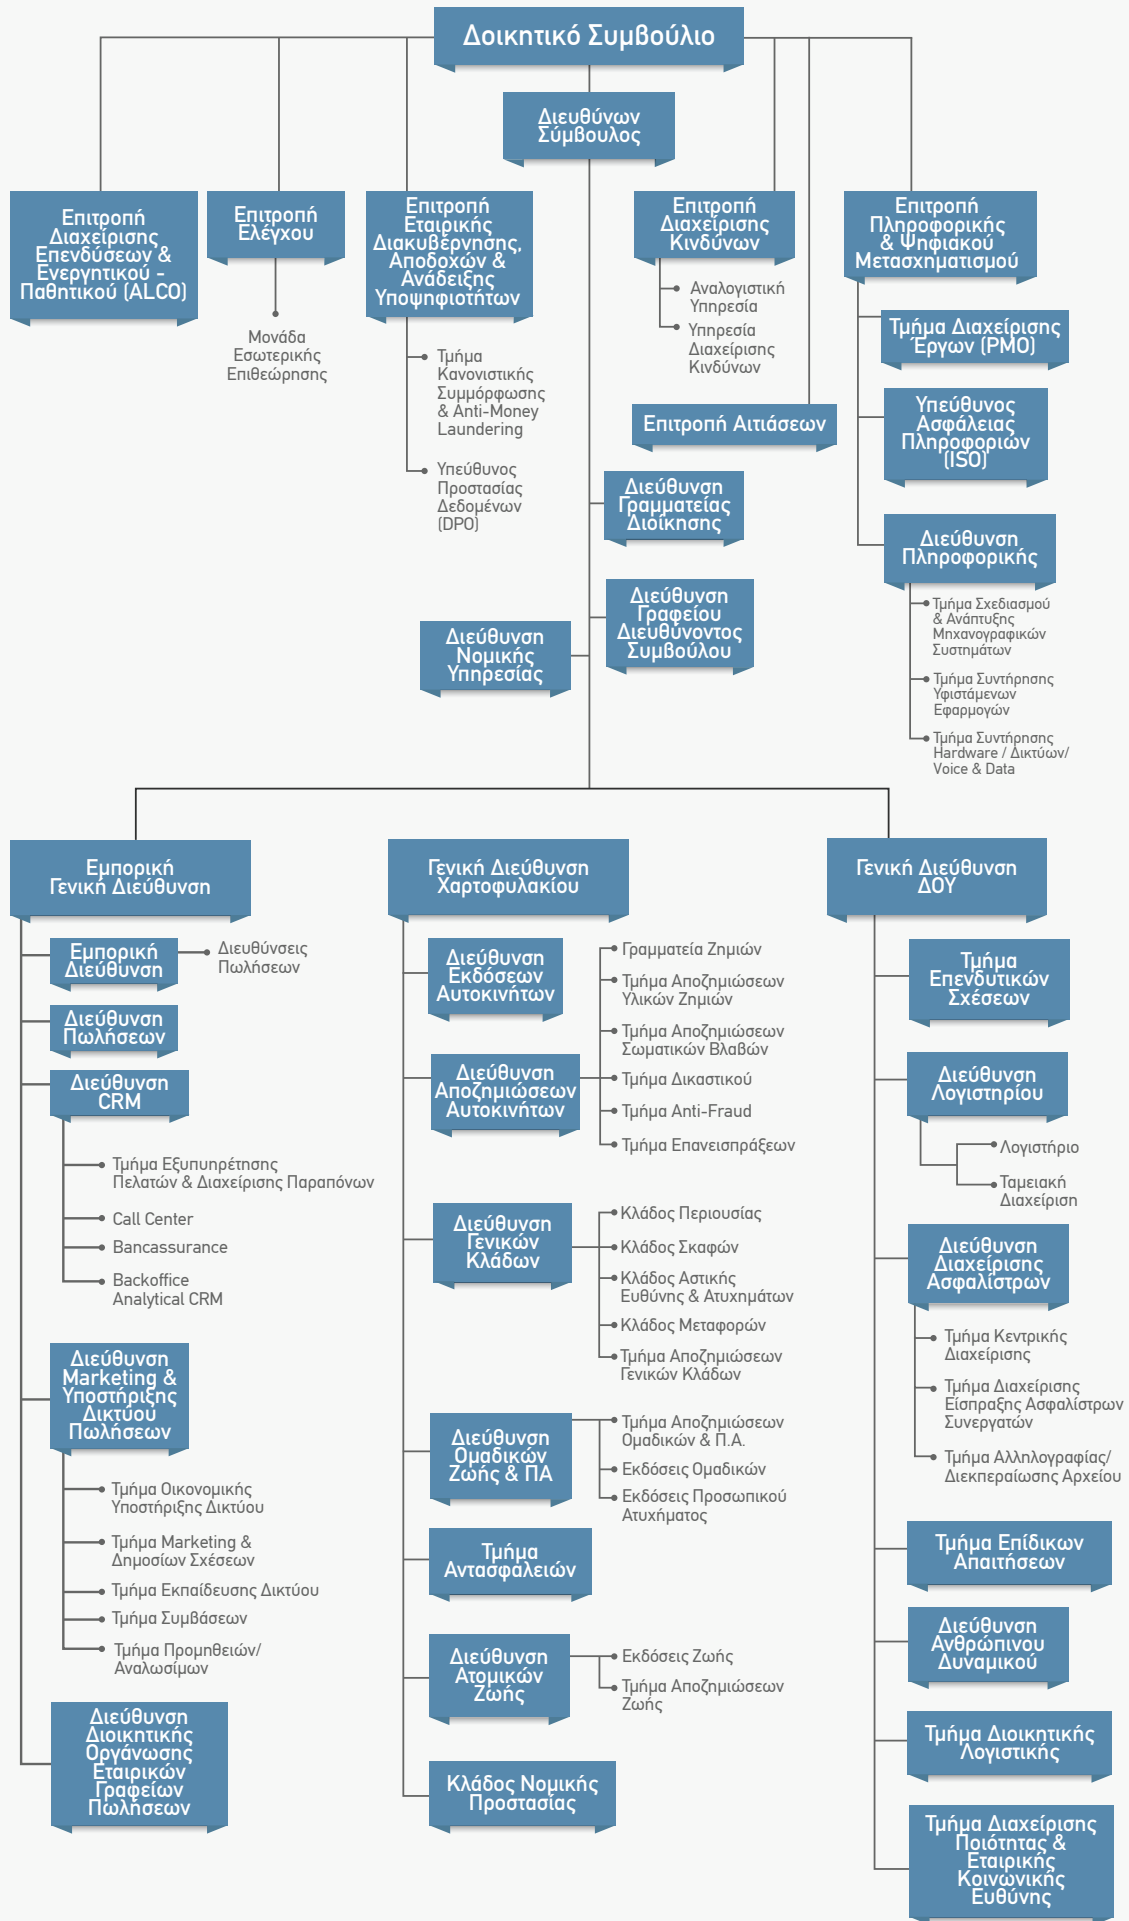 Διοικητικό Συμβούλιο
Διευθύνων
Σύμβουλος
Επιτροπή
Διαχείρισης
Επενδύσεων &
Ενεργητικού -
Παθητικού (ALCO)
Επιτροπή
Ελέγχου
Μονάδα
Εσωτερικής
Επιθεώρησης
Επιτροπή
Εταιρικής
Διακυβέρνησης,
Αποδοχών &
Ανάδειξης
Υποψηφιοτήτων
Τμήμα
Κανονιστικής
Συμμόρφωσης
& Anti-Money
Laundering
Υπεύθυνος
Προστασίας
Δεδομένων
(DPO)
Επιτροπή
Διαχείρισης
Κινδύνων
Αναλογιστική
Υπηρεσία
Υπηρεσία
Διαχείρισης
Κινδύνων
Επιτροπή Αιτιάσεων
Επιτροπή
Πληροφορικής
& Ψηφιακού
Μετασχηματισμού
Τμήμα Διαχείρισης
Έργων (PMO)
Υπεύθυνος
Ασφάλειας
Πληροφοριών
(ISO)
Διεύθυνση
Πληροφορικής
Τμήμα Σχεδιασμού
& Ανάπτυξης
Μηχανογραφικών
Συστημάτων
Τμήμα Συντήρησης
Υφιστάμενων
Εφαρμογών
Τμήμα Συντήρησης
Hardware / Δικτύων/
Voice & Data
Διεύθυνση
Γραμματείας
Διοίκησης
Διεύθυνση
Γραφείου
Διευθύνοντος
Συμβούλου
Διεύθυνση
Νομικής
Υπηρεσίας
Εμπορική
Γενική Διεύθυνση
Εμπορική
Διεύθυνση
Διευθύνσεις
Πωλήσεων
Διεύθυνση
Πωλήσεων
Διεύθυνση
CRM
Τμήμα Εξυπηρέτησης
Πελατών & Διαχείρισης Παραπόνων
Call Center
Bancassurance
Backoffice
Analytical CRM
Διεύθυνση
Marketing &
Υποστήριξης
Δικτύου
Πωλήσεων
Τμήμα Οικονομικής
Υποστήριξης Δικτύου
Τμήμα Marketing &
Δημοσίων Σχέσεων
Τμήμα Εκπαίδευσης Δικτύου
Τμήμα Συμβάσεων
Τμήμα Προμηθειών/
Αναλωσίμων
Διεύθυνση
Διοικητικής
Οργάνωσης
Εταιρικών
Γραφείων
Πωλήσεων
Γενική Διεύθυνση
Χαρτοφυλακίου
Διεύθυνση
Εκδόσεων
Αυτοκινήτων
Διεύθυνση
Αποζημιώσεων
Αυτοκινήτων
Γραμματεία Ζημιών
Τμήμα Αποζημιώσεων
Υλικών Ζημιών
Τμήμα Αποζημιώσεων
Σωματικών Βλαβών
Τμήμα Δικαστικού
Τμήμα Anti-Fraud
Τμήμα Επανεισπράξεων
Διεύθυνση
Γενικών
Κλάδων
Κλάδος Περιουσίας
Κλάδος Σκαφών
Κλάδος Αστικής
Ευθύνης & Ατυχημάτων
Κλάδος Μεταφορών
Τμήμα Αποζημιώσεων
Γενικών Κλάδων
Διεύθυνση
Ομαδικών
Ζωής & ΠΑ
Τμήμα Αποζημιώσεων
Ομαδικών & Π.Α.
Εκδόσεις Ομαδικών
Εκδόσεις Προσωπικού
Ατυχήματος
Τμήμα
Αντασφαλειών
Διεύθυνση
Ατομικών
Ζωής
Εκδόσεις Ζωής
Τμήμα Αποζημιώσεων
Ζωής
Κλάδος Νομικής
Προστασίας
Γενική Διεύθυνση
ΔΟΥ
Τμήμα
Επενδυτικών
Σχέσεων
Διεύθυνση
Λογιστηρίου
Λογιστήριο
Ταμειακή
Διαχείριση
Διεύθυνση
Διαχείρισης
Ασφαλίστρων
Τμήμα Κεντρικής
Διαχείρισης
Τμήμα Διαχείρισης
Είσπραξης Ασφαλίστρων
Συνεργατών
Τμήμα Αλληλογραφίας/
Διεκπεραίωσης Αρχείου
Τμήμα Επίδικων
Απαιτήσεων
Διεύθυνση
Ανθρώπινου
Δυναμικού
Τμήμα Διοικητικής
Λογιστικής
Τμήμα Διαχείρισης
Ποιότητας &
Εταιρικής
Κοινωνικής
Ευθύνης